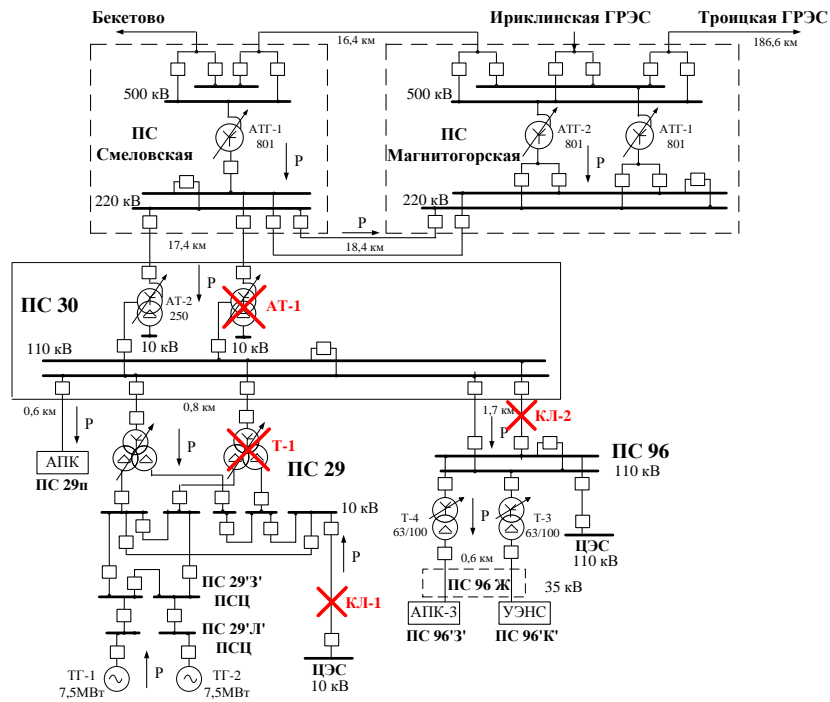 Бекетово
Ириклинская ГРЭС
Троицкая ГРЭС
16,4 км
186,6 км
500 кВ
500 кВ
ПС
Смеловская
АТГ-1
801
Р
ПС
Магнитогорская
АТГ-2
801
АТГ-1
801
Р
220 кВ
220 кВ
Р
17,4 км
18,4 км
ПС 30
Р
АТ-2
250
АТ-1
10 кВ
10 кВ
110 кВ
0,6 км
0,8 км
1,7 км
КЛ-2
Р
АПК
ПС 29п
Р
Т-1
ПС 29
Р
ПС 96
110 кВ
10 кВ
Т-4
63/100
Р
Т-3
63/100
ЦЭС
110 кВ
Р
0,6 км
ПС 96 Ж
35 кВ
ПС 29'З'
ПСЦ
КЛ-1
АПК-3
УЭНС
ПС 96'З'
ПС 96'К'
ПС 29'Л'
ПСЦ
ЦЭС
10 кВ
ТГ-1
7,5МВт
Р
ТГ-2
7,5МВт